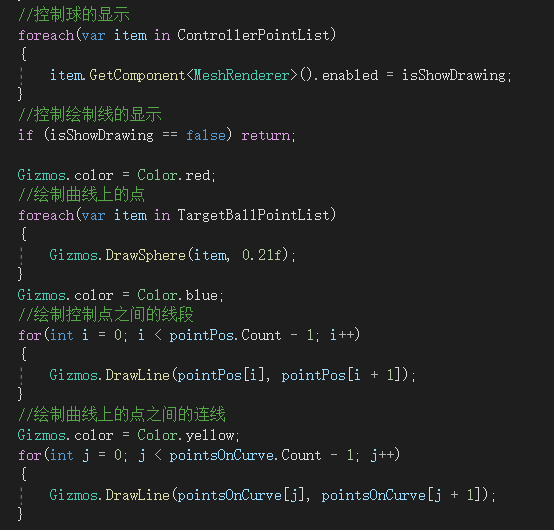 //控制球的显示
foreach(var item in ControllerPointList)
{
item.GetComponent<MeshRenderer>().enabled = isShowDrawing;
}
//控制绘制线的显示
if (isShowDrawing == false) return;
Gizmos.color = Color.red;
//绘制曲线上的点
foreach(var item in TargetBallPointList)
{
Gizmos.DrawSphere(item, 0.21f);
}
Gizmos.color = Color.blue;
//绘制控制点之间的线段
for(int i = 0; i < pointPos.Count - 1; i++)
{
Gizmos.DrawLine(pointPos[i], pointPos[i + 1]);
}
//绘制曲线上的点之间的连线
Gizmos.color = Color.yellow;
for(int j = 0; j < pointsOnCurve.Count - 1; j++)
{
Gizmos.DrawLine(pointsOnCurve[j], pointsOnCurve[j + 1]);
}